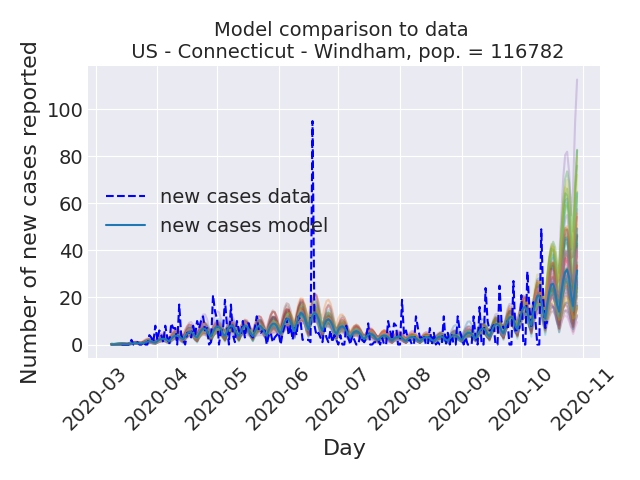 Model comparison to data
US - Connecticut - Windham, pop. = 116782
Number of new cases reported
100
80
60
40
20
0
new cases data
new cases model
2020-03
2020-04
2020-05
2020-06
2020-07
2020-08
2020-09
2020-10
2020-11
Day